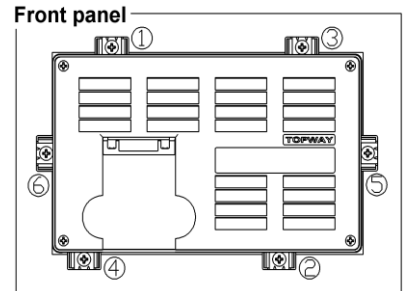 Front panel
① ③
TOPWAY
⑥ ⑤
④ ②